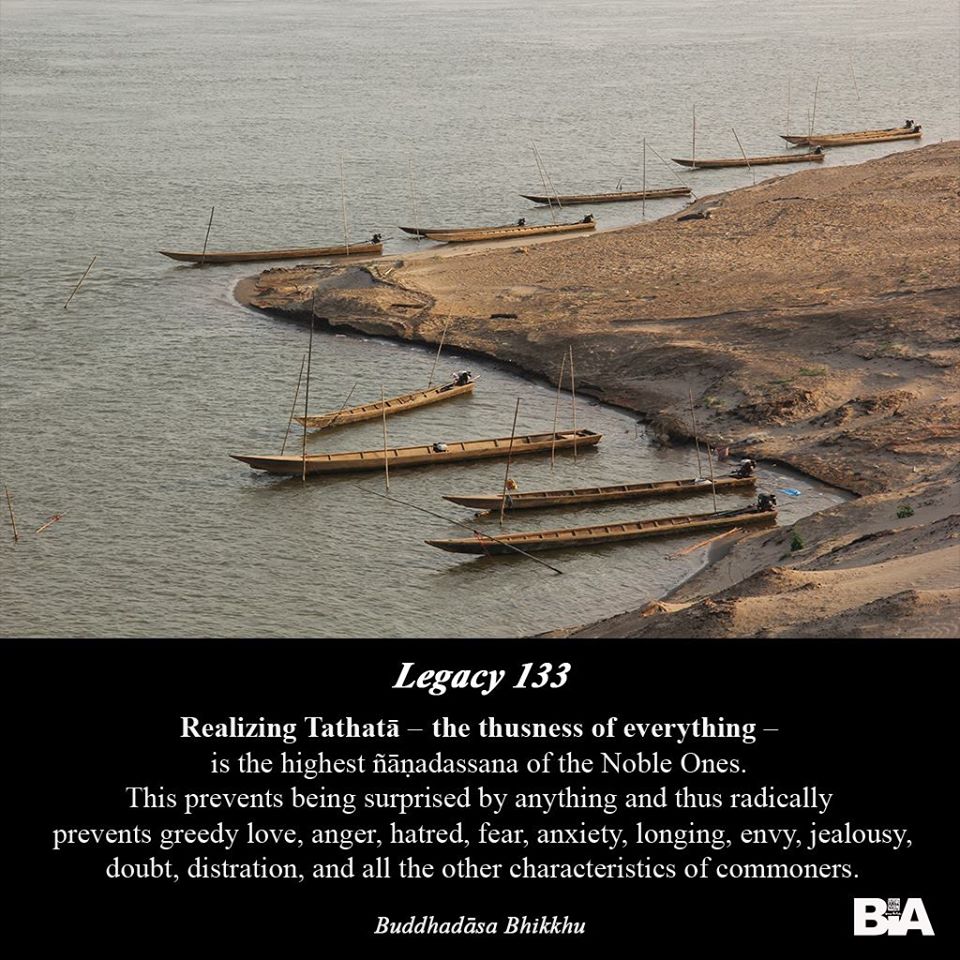 Legacy 133
Realizing Tathatā – the thusness of everything –
is the highest ñāṇadassana of the Noble Ones.
This prevents being surprised by anything and thus radically
prevents greedy love, anger, hatred, fear, anxiety, longing, envy, jealousy,
doubt, distration, and all the other characteristics of commoners.
Buddhadāsa Bhikkhu
BIA